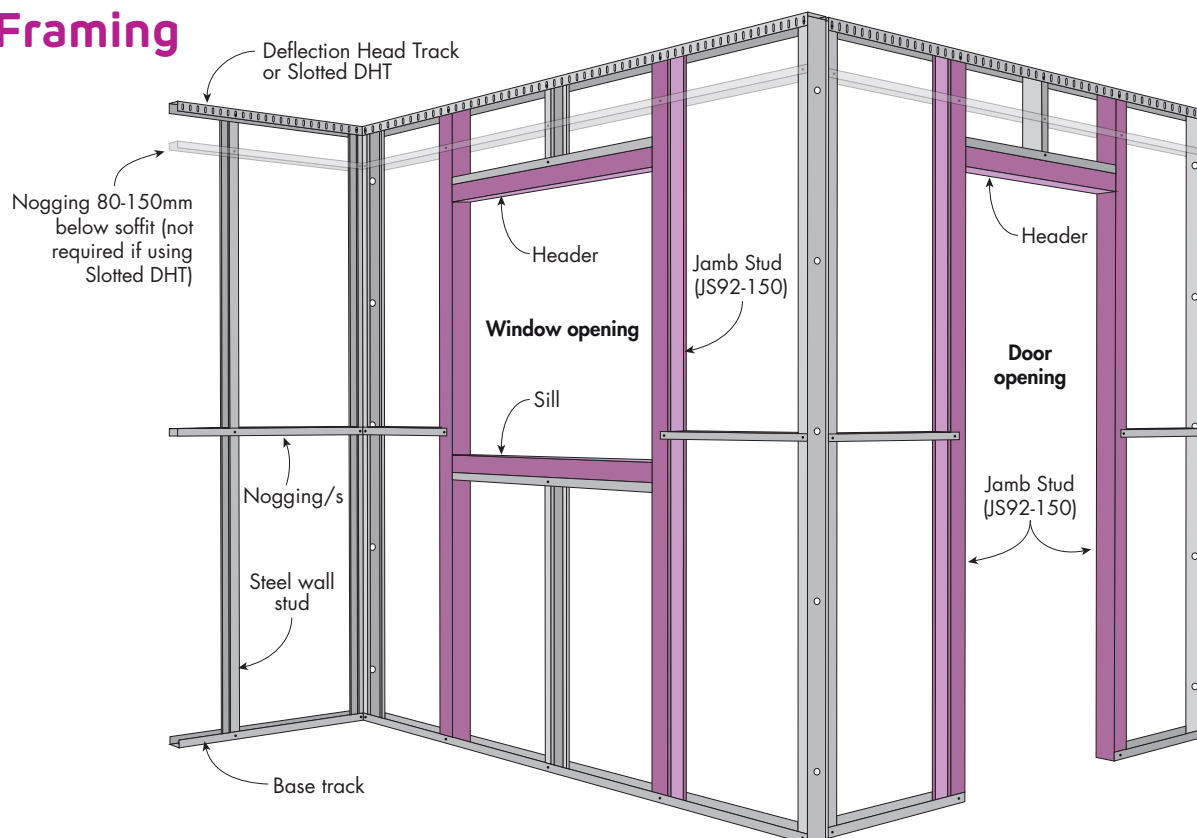 Framing
Deflection Head Track
or Slotted DHT
Nogging 80-150mm
below soffit (not
required if using
Slotted DHT)
Header
Jamb Stud
(JS92-150)
Header
Window opening
Door
opening
Sill
Nogging/s
Jamb Stud
(JS92-150)
Steel wall
stud
Base track